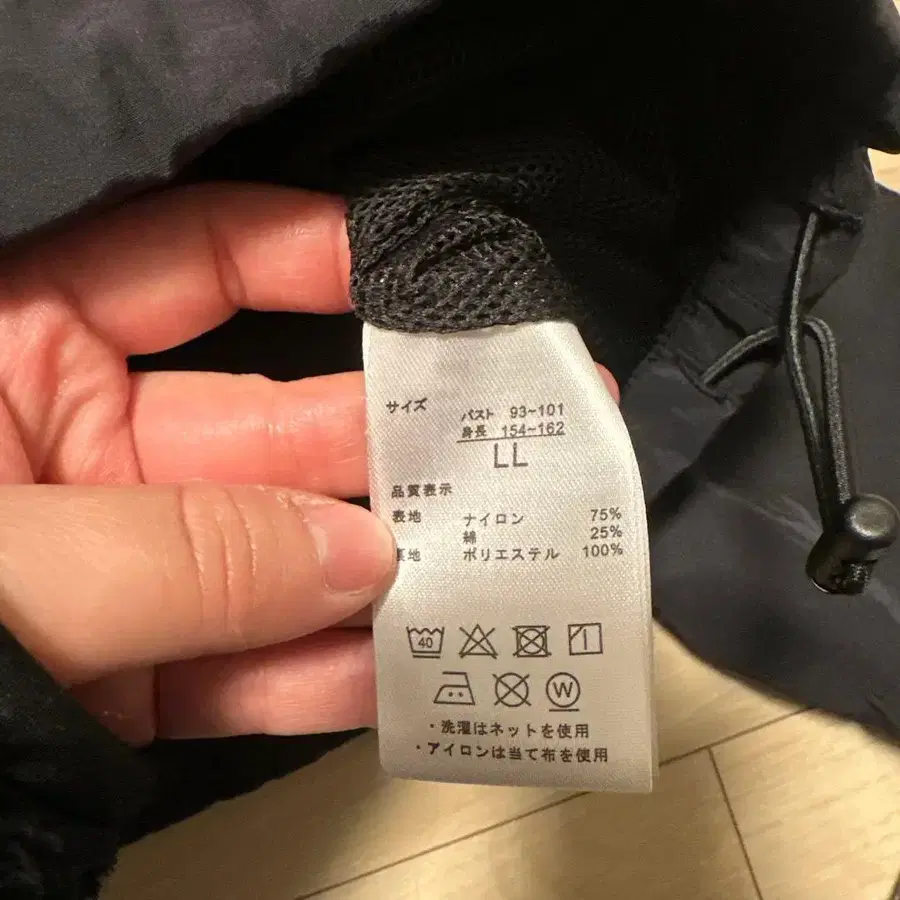 サイズ バスト 93~101
身長 154~162
LL
品質表示
表地 ナイロン 75%
綿 25%
地 ポリエステル 100%
40
W
・洗濯はネットを使用
・アイロンは当て布を使用